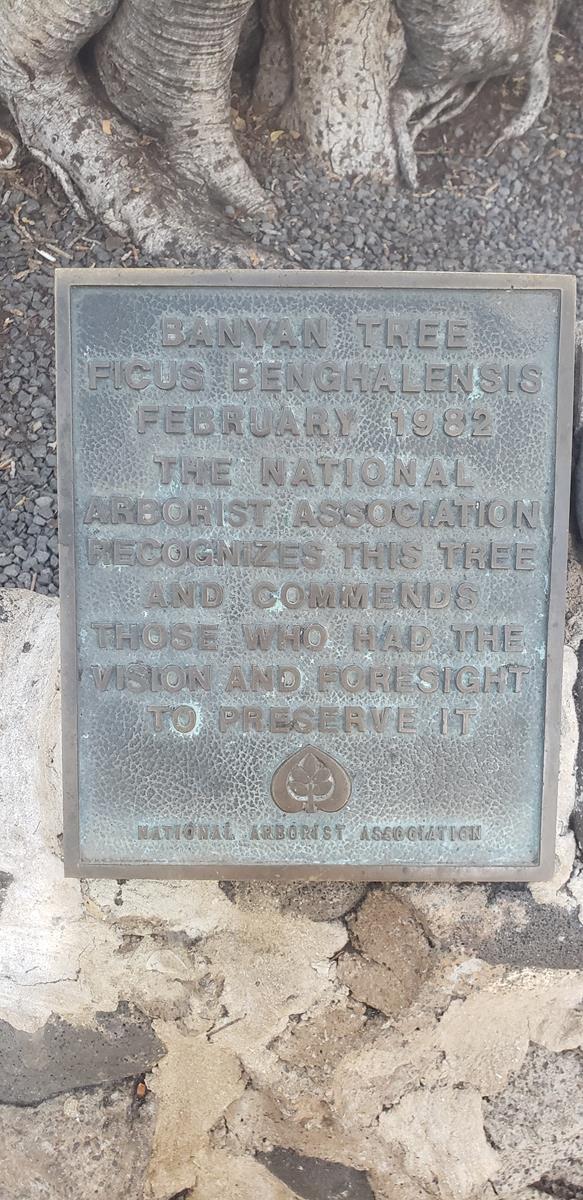 BANYAN TREE
FICUS BENGHALENSIS
FEBRUARY 1982
THE NATIONAL
ARBORIST ASSOCIATION
RECOGNIZES THIS TREE
AND COMMENDS
THOSE WHO HAD THE
VISION AND FORESIGHT
TO PRESERVE IT
NATIONAL ARBORIST ASSOCIATION